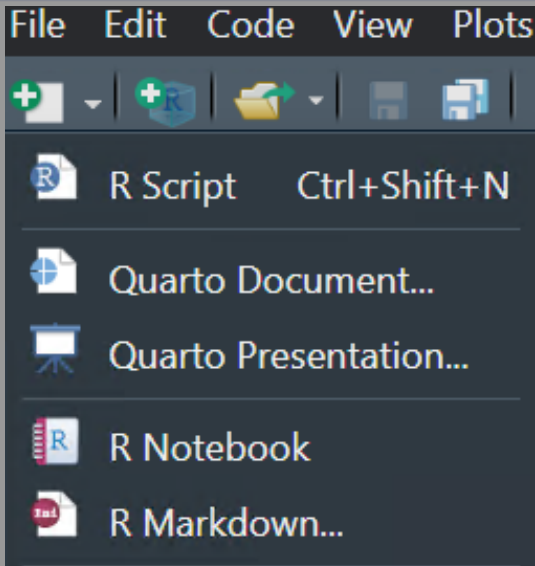 File Edit Code View Plots
R Script Ctrl+Shift+N
Quarto Document...
Quarto Presentation...
R Notebook
R Markdown...